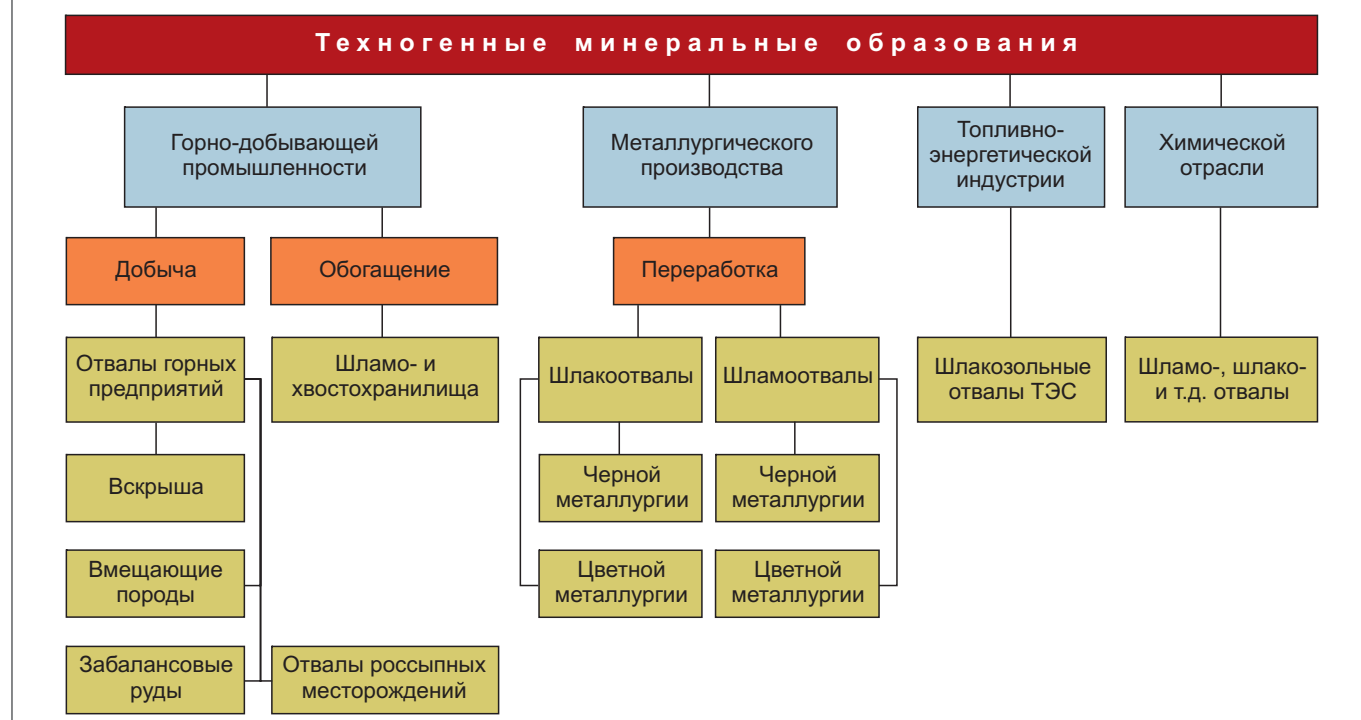 Техногенные минеральные образования
Горно-добывающей
промышленности
Металлургического
производства
Топливно-
энергетической
индустрии
Химической
отрасли
Добыча
Обогащение
Переработка
Отвалы горных
предприятий
Шламо- и
хвостохранилища
Шлакоотвалы
Шламоотвалы
Шлакозольные
отвалы ТЭС
Шламо-, шлако-
и т.д. отвалы
Вскрыша
Черной
металлургии
Черной
металлургии
Вмещающие
породы
Цветной
металлургии
Цветной
металлургии
Забалансовые
руды
Отвалы россыпных
месторождений